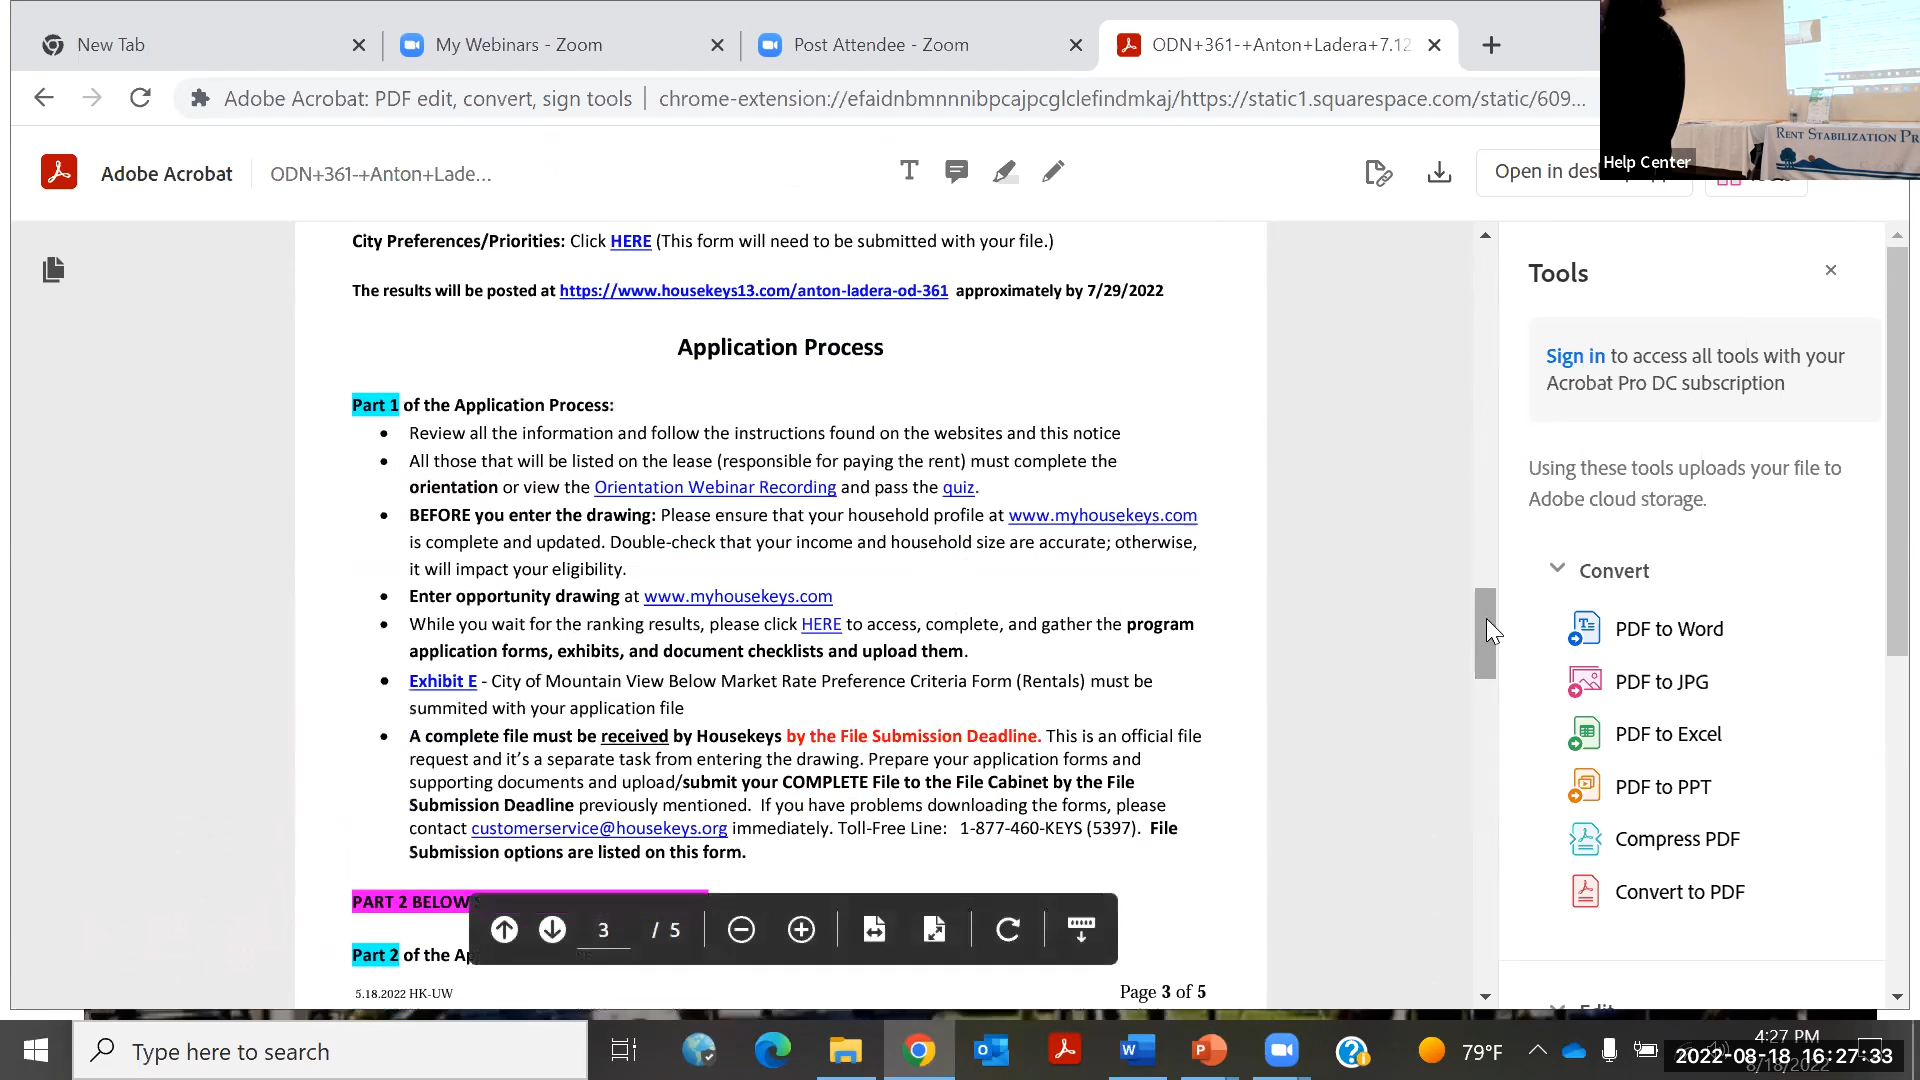 New Tab
My Webinars - Zoom
Post Attendee - Zoom
ODN+361-+Anton+Ladera+7.12
Adobe Acrobat: PDF edit, convert, sign tools
chrome-extension://efaidnbmnnnibpcajpcglclefindmkaj/https://static1.squarespace.com/static/609...
RENT STABILIZATION PR
Help Center
Adobe Acrobat
ODN+361-+Anton+Lade...
Open in des
City Preferences/Priorities: Click HERE (This form will need to be submitted with your file.)
The results will be posted at https://www.housekeys13.com/anton-ladera-od-361 approximately by 7/29/2022
Application Process
Part 1 of the Application Process:
• Review all the information and follow the instructions found on the websites and this notice
• All those that will be listed on the lease (responsible for paying the rent) must complete the
orientation or view the Orientation Webinar Recording and pass the quiz.
• BEFORE you enter the drawing: Please ensure that your household profile at www.myhousekeys.com
is complete and updated. Double-check that your income and household size are accurate; otherwise,
it will impact your eligibility.
• Enter opportunity drawing at www.myhousekeys.com
• While you wait for the ranking results, please click HERE to access, complete, and gather the program
application forms, exhibits, and document checklists and upload them.
• Exhibit E - City of Mountain View Below Market Rate Preference Criteria Form (Rentals) must be
summited with your application file
• A complete file must be received by Housekeys by the File Submission Deadline. This is an official file
request and it's a separate task from entering the drawing. Prepare your application forms and
supporting documents and upload/submit your COMPLETE File to the File Cabinet by the File
Submission Deadline previously mentioned. If you have problems downloading the forms, please
contact customerservice@housekeys.org immediately. Toll-Free Line: 1-877-460-KEYS (5397). File
Submission options are listed on this form.
PART 2 BELOW
3 / 5
Part 2 of the Ap
5.18.2022 HK-UW
Page 3 of 5
Tools
Sign in to access all tools with your
Acrobat Pro DC subscription
Using these tools uploads your file to
Adobe cloud storage.
Convert
PDF to Word
PDF to JPG
PDF to Excel
PDF to PPT
Compress PDF
Convert to PDF
Edit
Type here to search
79°F
4:27 PM
8/18/2022
2022-08-18 16:27:33